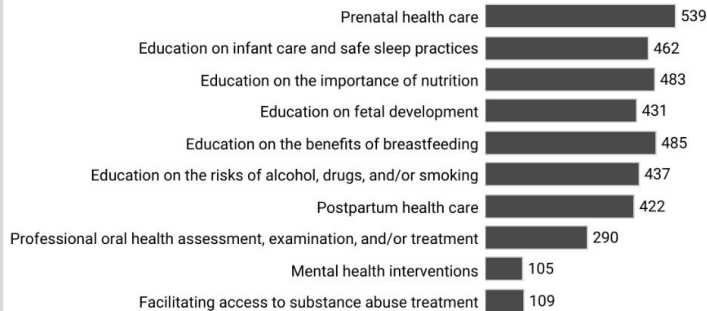 Prenatal health care 539
Education on infant care and safe sleep practices 462
Education on the importance of nutrition 483
Education on fetal development 431
Education on the benefits of breastfeeding 485
Education on the risks of alcohol, drugs, and/or smoking 437
Postpartum health care 422
Professional oral health assessment, examination, and/or treatment 290
Mental health interventions 105
Facilitating access to substance abuse treatment 109